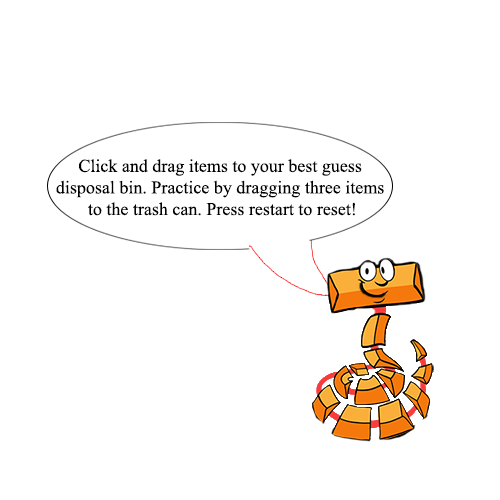 Click and drag items to your best guess
disposal bin. Practice by dragging three items
to the trash can. Press restart to reset!